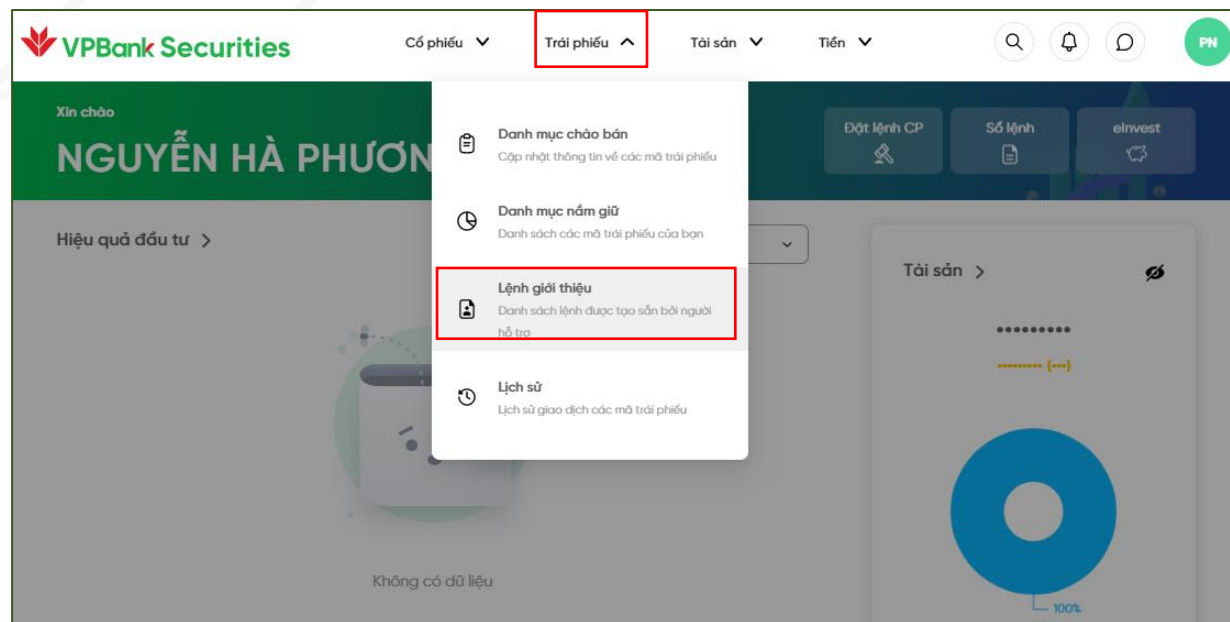 VPBank Securities
Cổ phiếu
Trái phiếu
Tài sản
Tiền
PN
Xin chào
NGUYỄN HÀ PHƯƠN
Đặt lệnh CP
Sổ lệnh
eInvest
Danh mục chào bán
Cập nhật thông tin về các mã trái phiếu
Danh mục nắm giữ
Danh sách các mã trái phiếu của bạn
Lệnh giới thiệu
Danh sách lệnh được tạo sẵn bởi người
hỗ trợ
Lịch sử
Lịch sử giao dịch các mã trái phiếu
Hiệu quả đầu tư >
Tài sản >
••••••••• 
••••••••• (•••)
Không có dữ liệu
100%